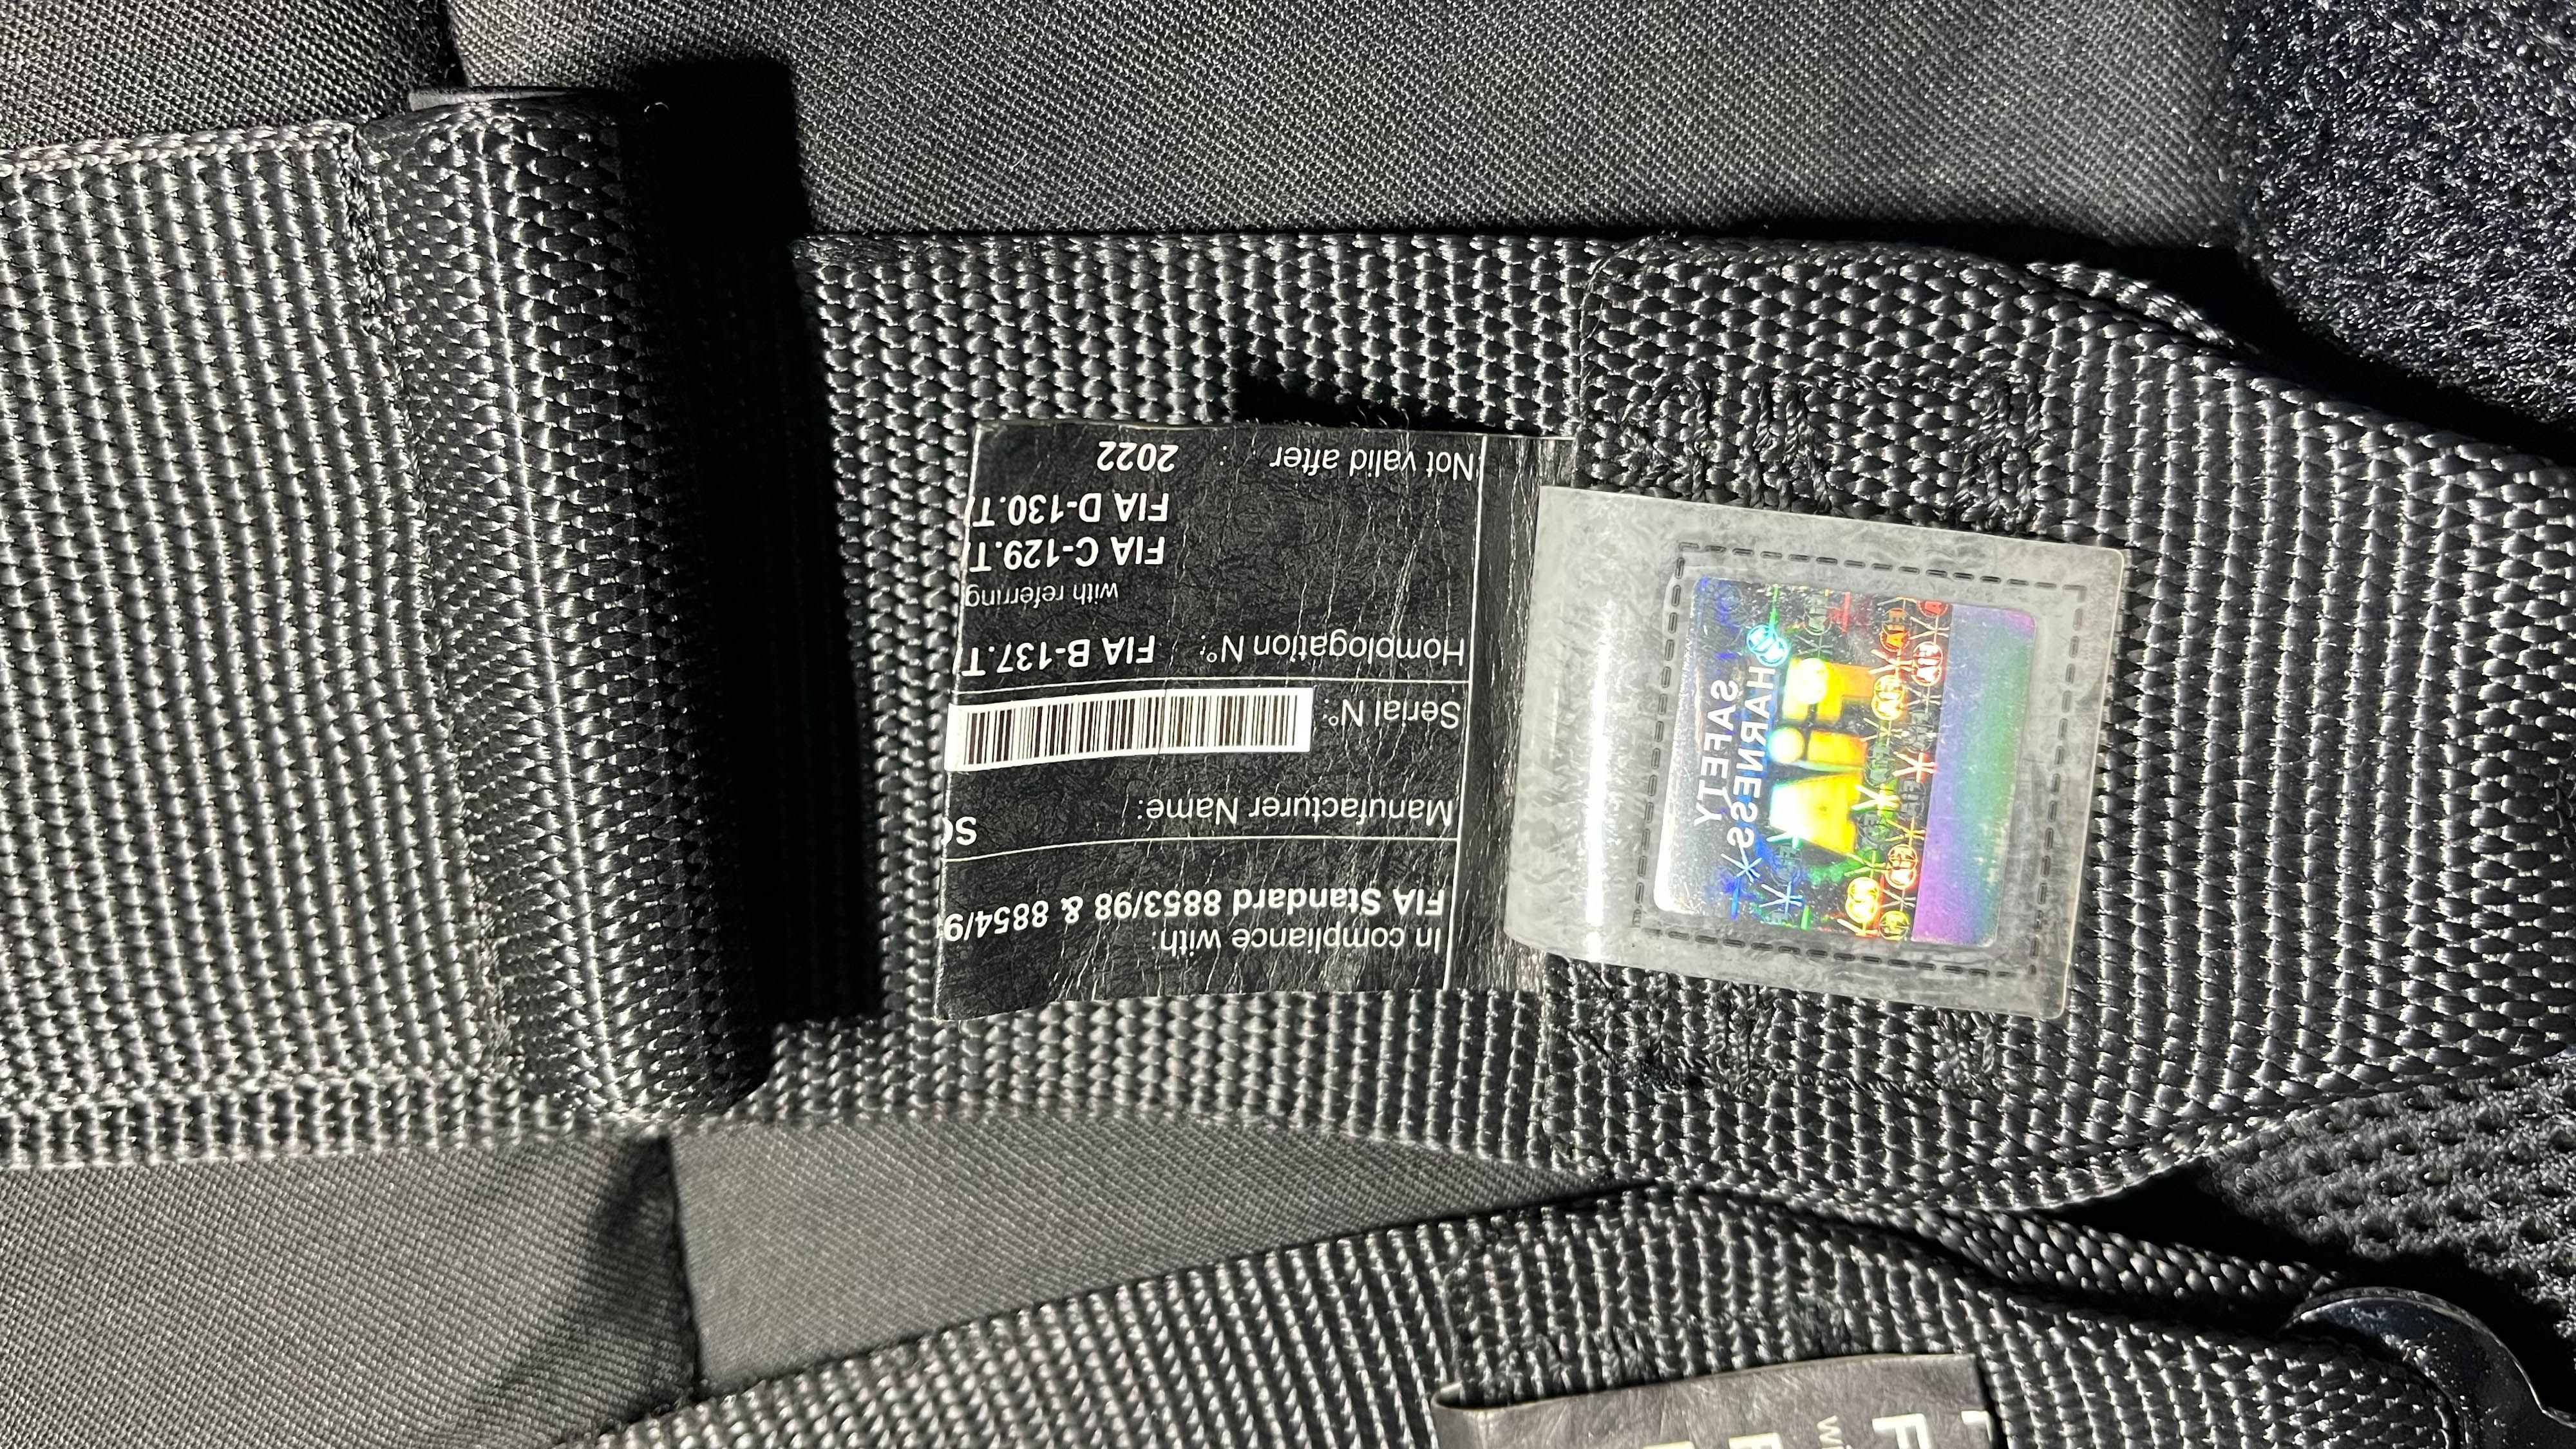 In compliance with:
FIA Standard 8853/98 & 8854/9
Manufacturer Name:
Serial N°:
Homologation N°: FIA B-137.T
with referring
FIA C-129.T
FIA D-130.T
Not valid after : 2022
SAFETY
HARNESS